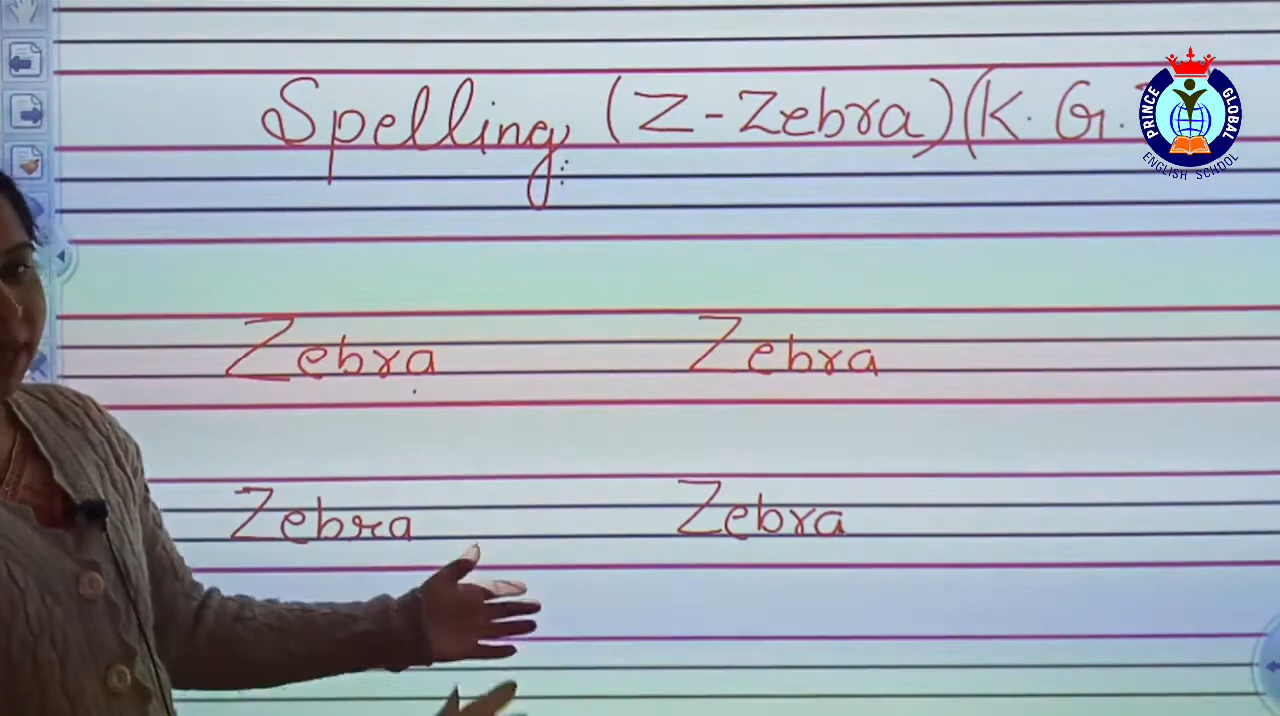 Spelling: (Z-Zebra)(K. G.
Zebra Zebra
Zebra Zebra
PRINCE GLOBAL
ENGLISH SCHOOL